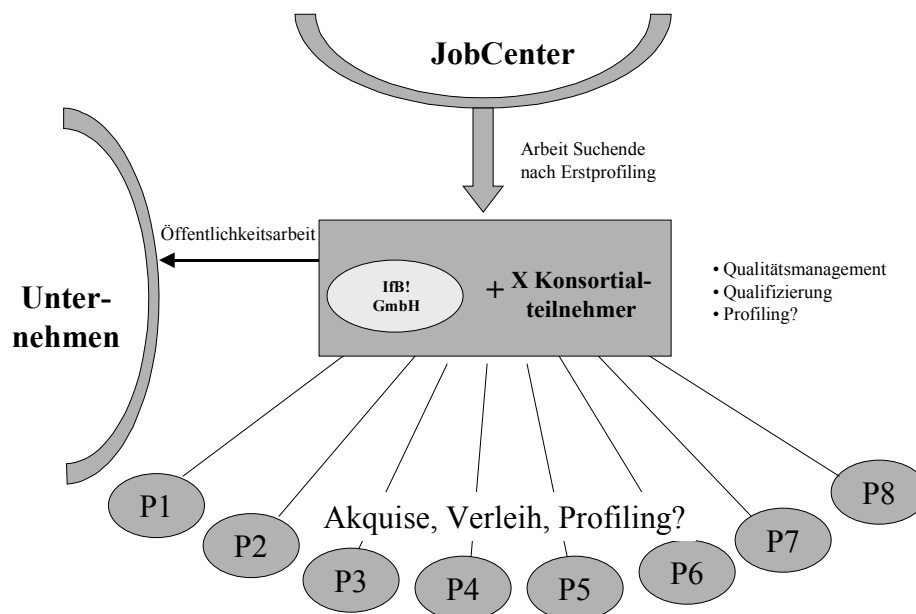 JobCenter
Arbeit Suchende
nach Erstprofiling
Öffentlichkeitsarbeit
Unter-
nehmen
IfB!
GmbH
+ X Konsortial-
teilnehmer
• Qualitätsmanagement
• Qualifizierung
• Profiling?
Akquise, Verleih, Profiling?
P1
P2
P3
P4
P5
P6
P7
P8